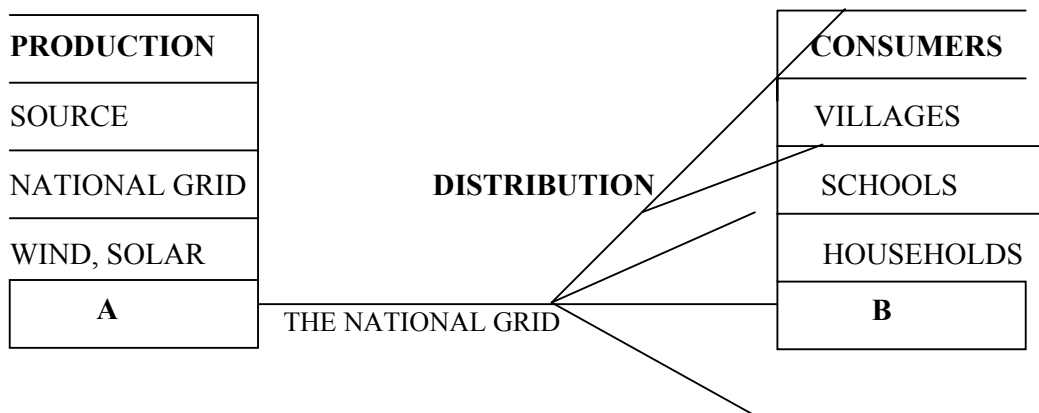 PRODUCTION
SOURCE
NATIONAL GRID
WIND, SOLAR
A
THE NATIONAL GRID
DISTRIBUTION
CONSUMERS
VILLAGES
SCHOOLS
HOUSEHOLDS
B